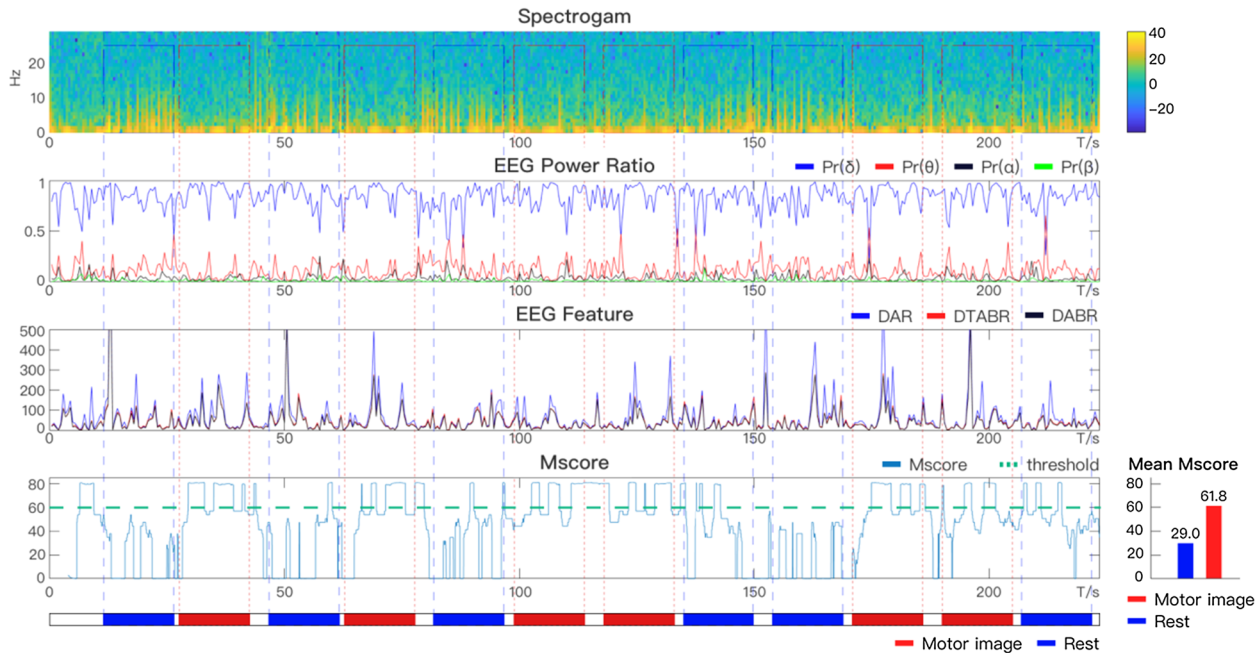 Spectrogam
Hz
20
10
0
0 50 100 150 200 T/s
40
20
0
−20
EEG Power Ratio
Pr(δ) Pr(θ) Pr(α) Pr(β)
1
0.5
0
0 50 100 150 200 T/s
EEG Feature
DAR DTABR DABR
500
400
300
200
100
0
0 50 100 150 200 T/s
Mscore
Mscore threshold
80
60
40
20
0
0 50 100 150 200 T/s
Motor image Rest
Mean Mscore
80
60
40
20
0
29.0
61.8
Motor image
Rest